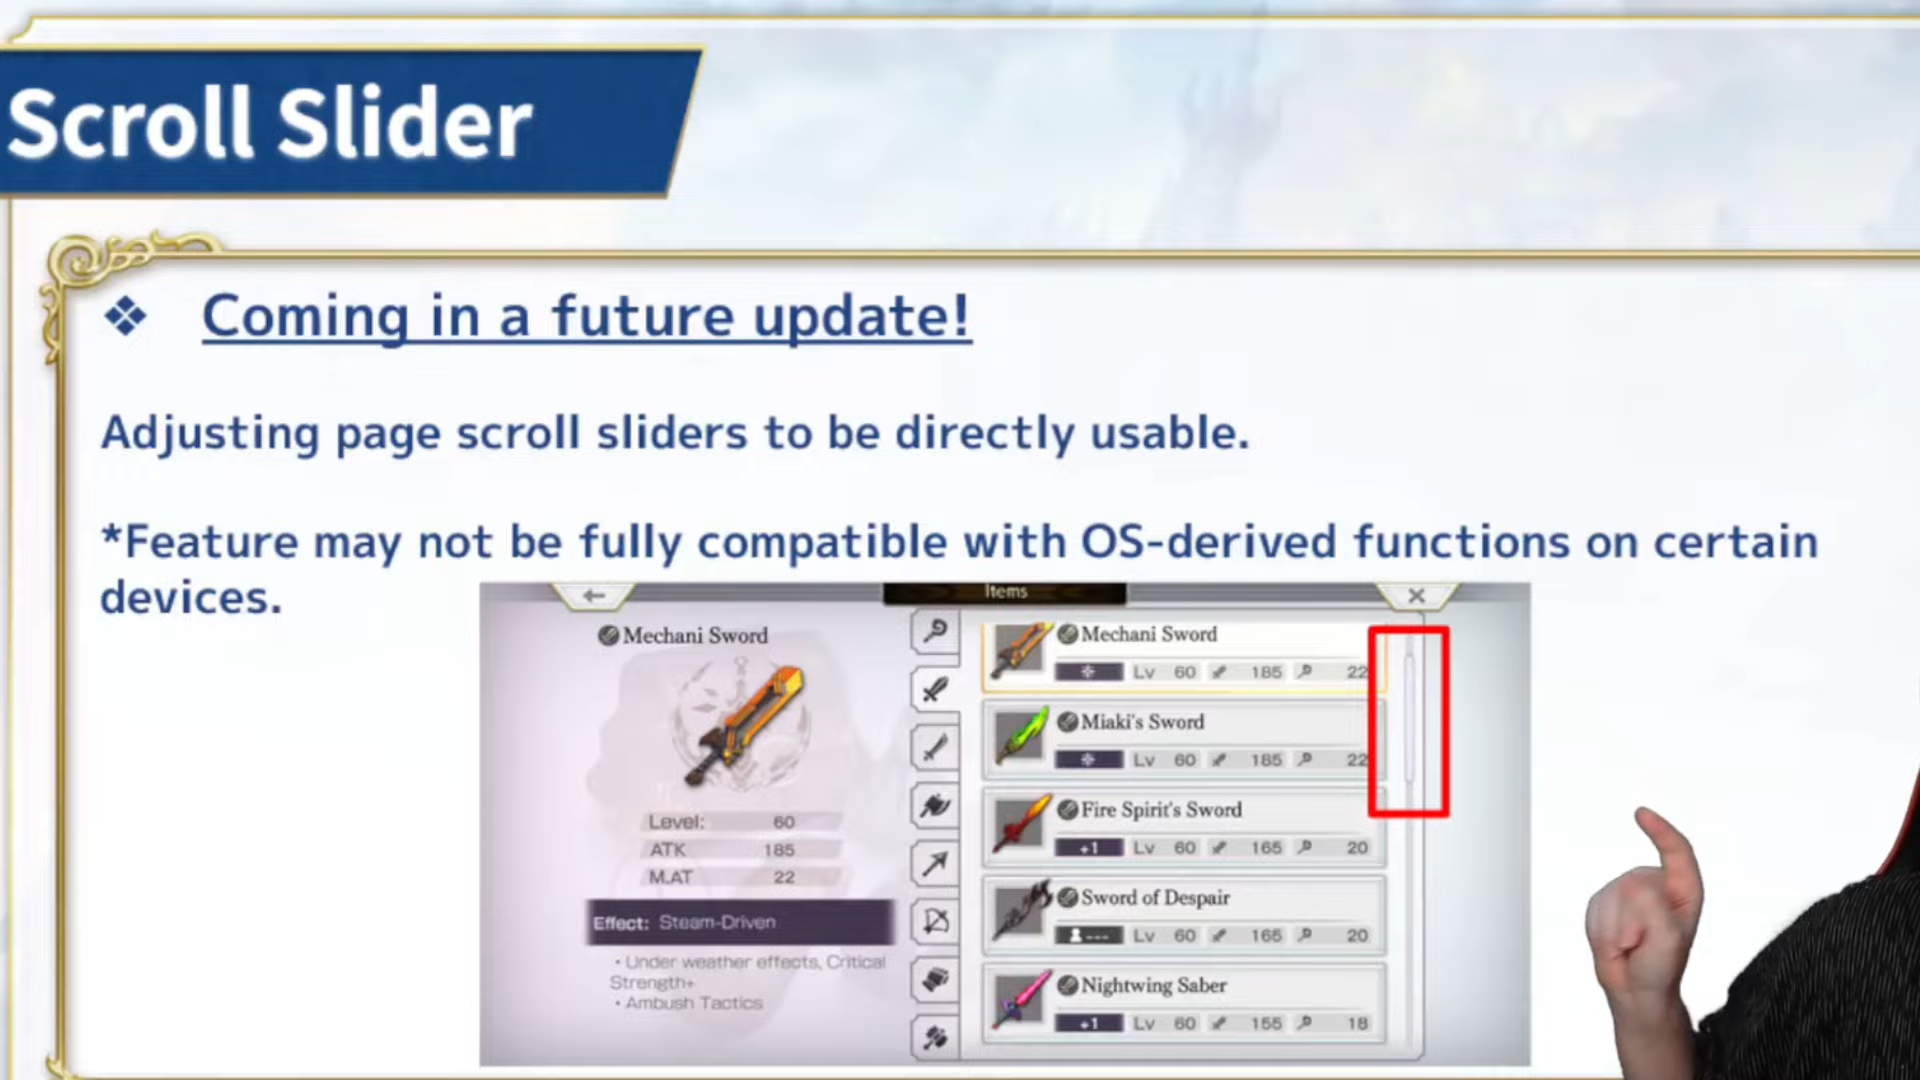 Scroll Slider
Coming in a future update!
Adjusting page scroll sliders to be directly usable.
*Feature may not be fully compatible with OS-derived functions on certain
devices.
Items
Mechani Sword
Level: 60
ATK 185
M.AT 22
Effect: Steam-Driven
• Under weather effects, Critical
Strength+
• Ambush Tactics
Mechani Sword
Lv 60 185 22
Miaki's Sword
Lv 60 185 22
Fire Spirit's Sword
+1 Lv 60 165 20
Sword of Despair
--- Lv 60 165 20
Nightwing Saber
+1 Lv 60 155 18